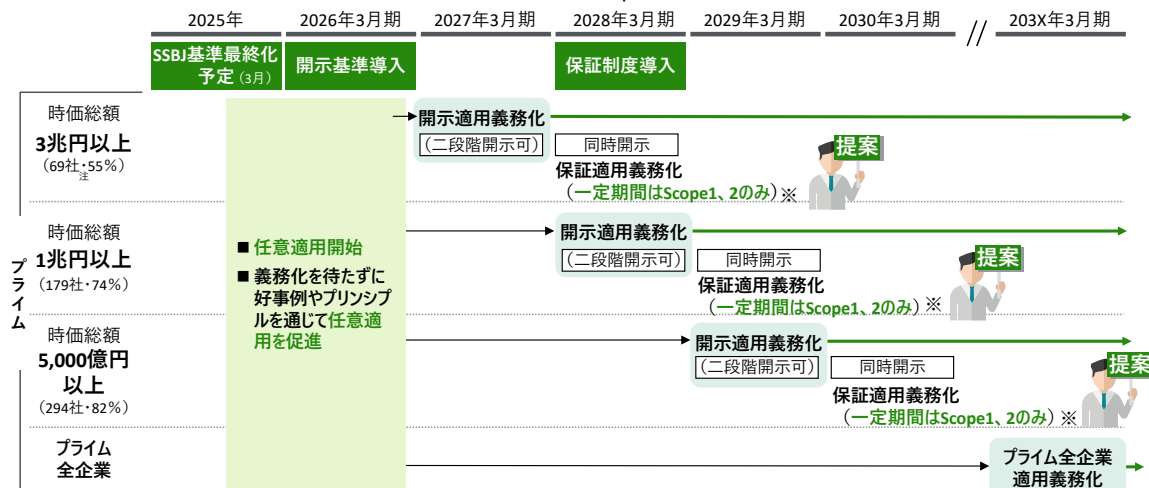 2025年
2026年3月期
2027年3月期
2028年3月期
2029年3月期
2030年3月期
//
203X年3月期
SSBJ基準最終化
予定（3月）
開示基準導入
保証制度導入
プライム
時価総額
3兆円以上
（69社・55％）
注
開示適用義務化
（二段階開示可）
同時開示
保証適用義務化
（一定期間はScope1、2のみ）※
提案
時価総額
1兆円以上
（179社・74％）
■ 任意適用開始
■ 義務化を待たずに
好事例やプリンシプ
ルを通じて任意適
用を促進
開示適用義務化
（二段階開示可）
同時開示
保証適用義務化
（一定期間はScope1、2のみ）※
提案
時価総額
5,000億円
以上
（294社・82％）
開示適用義務化
（二段階開示可）
同時開示
保証適用義務化
（一定期間はScope1、2のみ）※
提案
プライム
全企業
プライム全企業
適用義務化